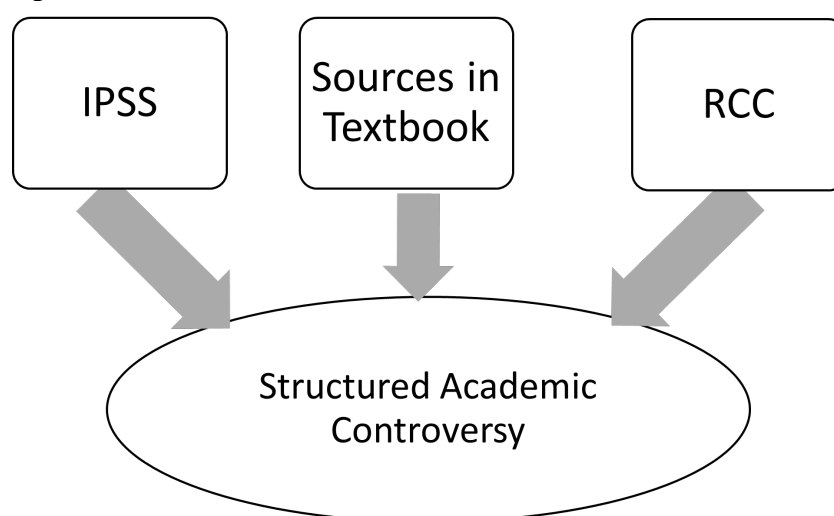 IPSS
Sources in
Textbook
RCC
Structured Academic
Controversy